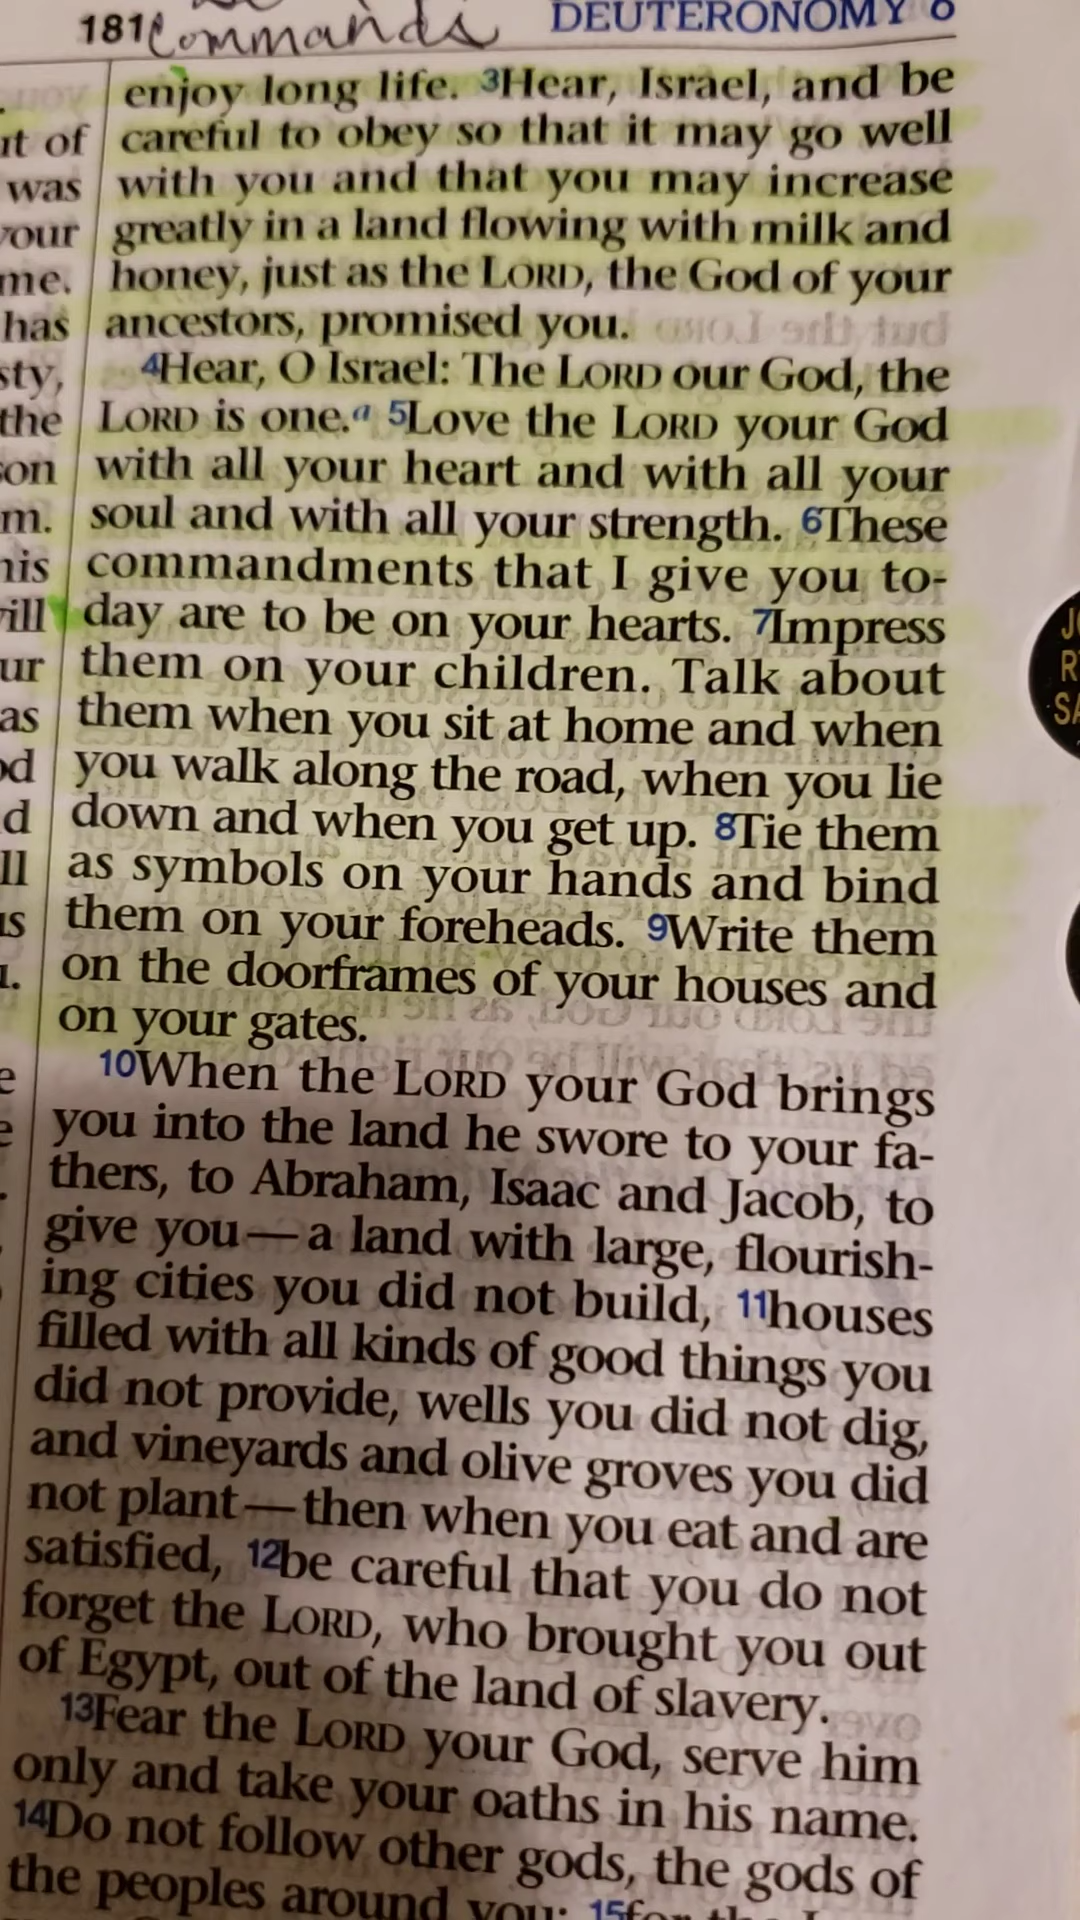 181 Commands DEUTERONOMY 6
enjoy long life. 3Hear, Israel, and be
careful to obey so that it may go well
with you and that you may increase
greatly in a land flowing with milk and
honey, just as the LORD, the God of your
ancestors, promised you.
4Hear, O Israel: The LORD our God, the
LORD is one.a 5Love the LORD your God
with all your heart and with all your
soul and with all your strength. 6These
commandments that I give you to-
day are to be on your hearts. 7Impress
them on your children. Talk about
them when you sit at home and when
you walk along the road, when you lie
down and when you get up. 8Tie them
as symbols on your hands and bind
them on your foreheads. 9Write them
on the doorframes of your houses and
on your gates.
10When the LORD your God brings
you into the land he swore to your fa-
thers, to Abraham, Isaac and Jacob, to
give you—a land with large, flourish-
ing cities you did not build, 11houses
filled with all kinds of good things you
did not provide, wells you did not dig,
and vineyards and olive groves you did
not plant—then when you eat and are
satisfied, 12be careful that you do not
forget the LORD, who brought you out
of Egypt, out of the land of slavery.
13Fear the LORD your God, serve him
only and take your oaths in his name.
14Do not follow other gods, the gods of
the peoples around you; 15for the
of
was
me.
has
the
m.
as